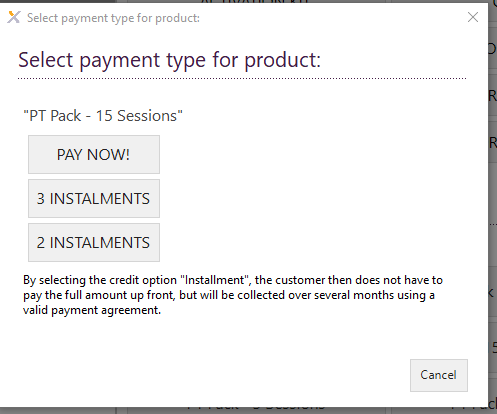 Select payment type for product:
Select payment type for product:
"PT Pack - 15 Sessions"
PAY NOW!
3 INSTALMENTS
2 INSTALMENTS
By selecting the credit option "Installment", the customer then does not have to
pay the full amount up front, but will be collected over several months using a
valid payment agreement.
Cancel